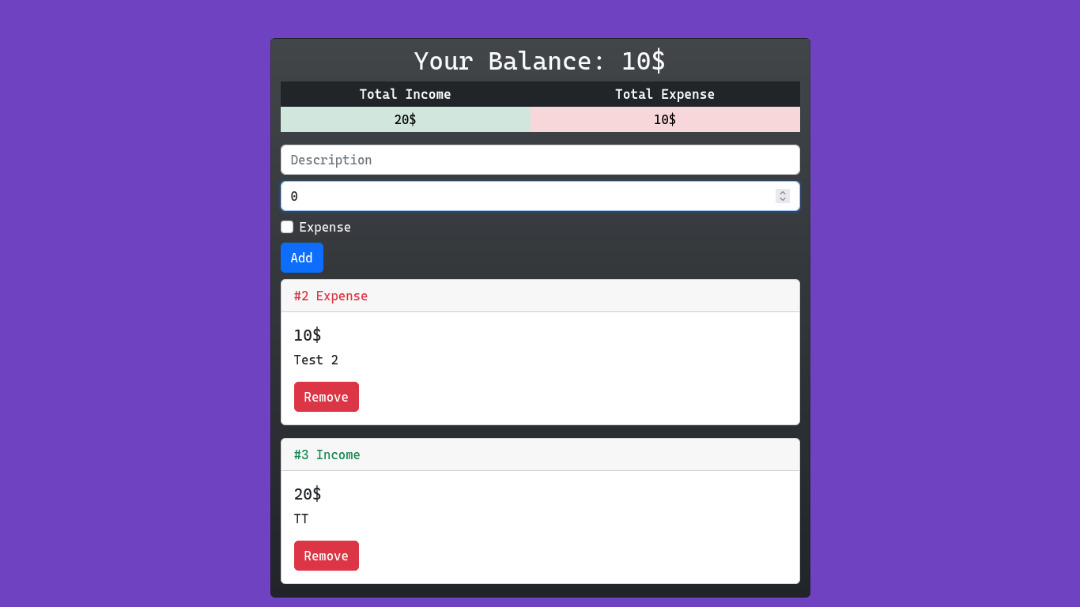 Your Balance: 10$
Total Income Total Expense
20$ 10$
Description
0
Expense
Add
#2 Expense
10$
Test 2
Remove
#3 Income
20$
TT
Remove